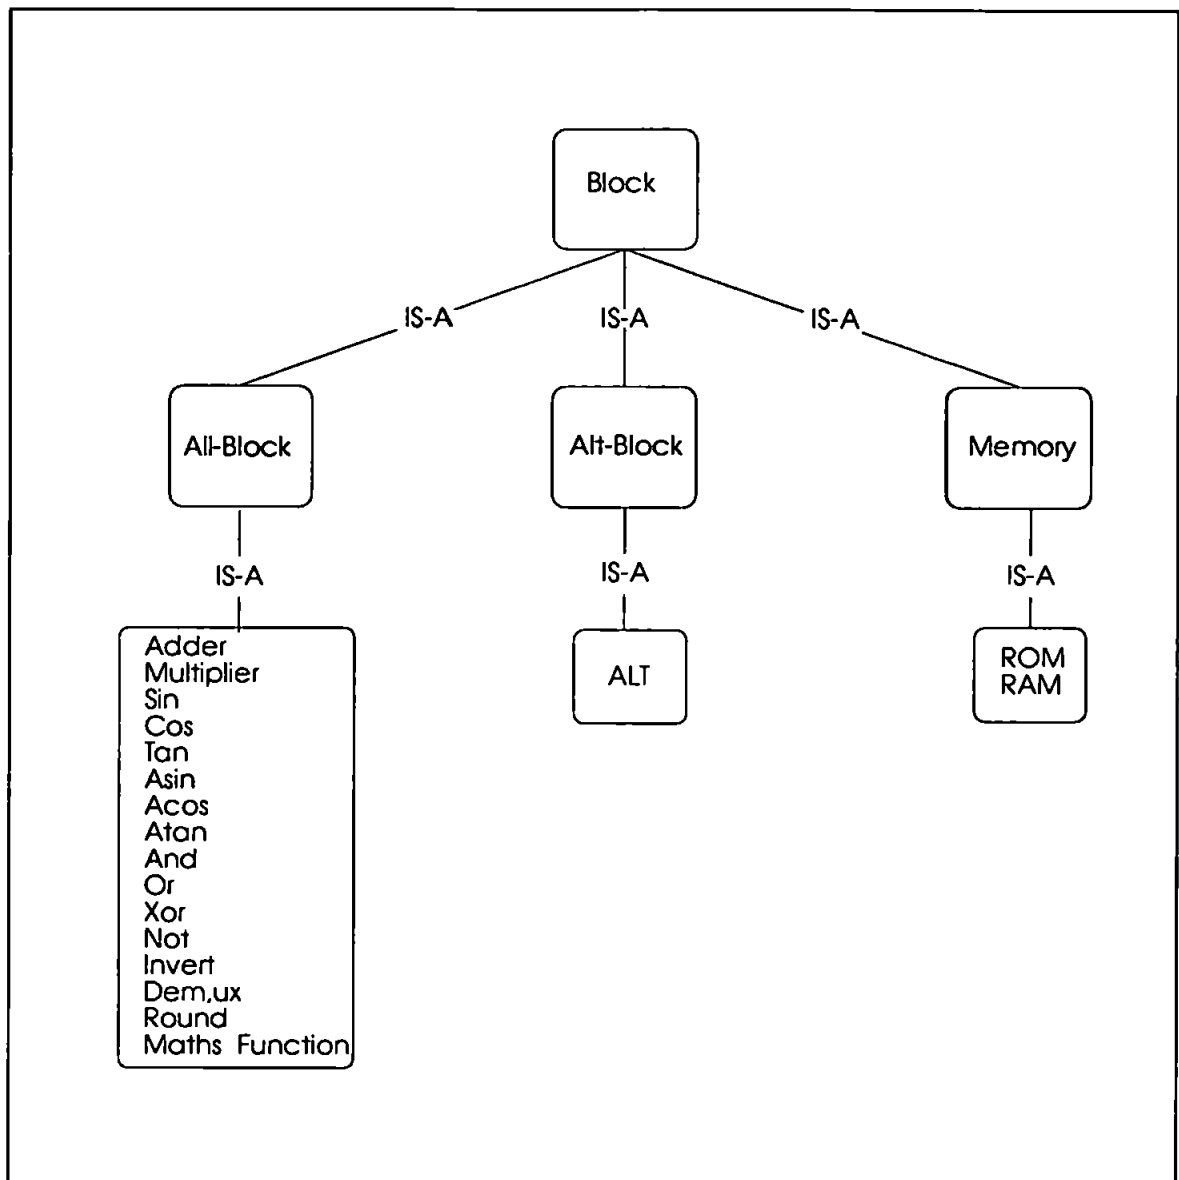 Block
IS-A
IS-A
IS-A
All-Block
Alt-Block
Memory
IS-A
IS-A
IS-A
Adder
Multiplier
Sin
Cos
Tan
Asin
Acos
Atan
And
Or
Xor
Not
Invert
Dem,ux
Round
Maths Function
ALT
ROM
RAM